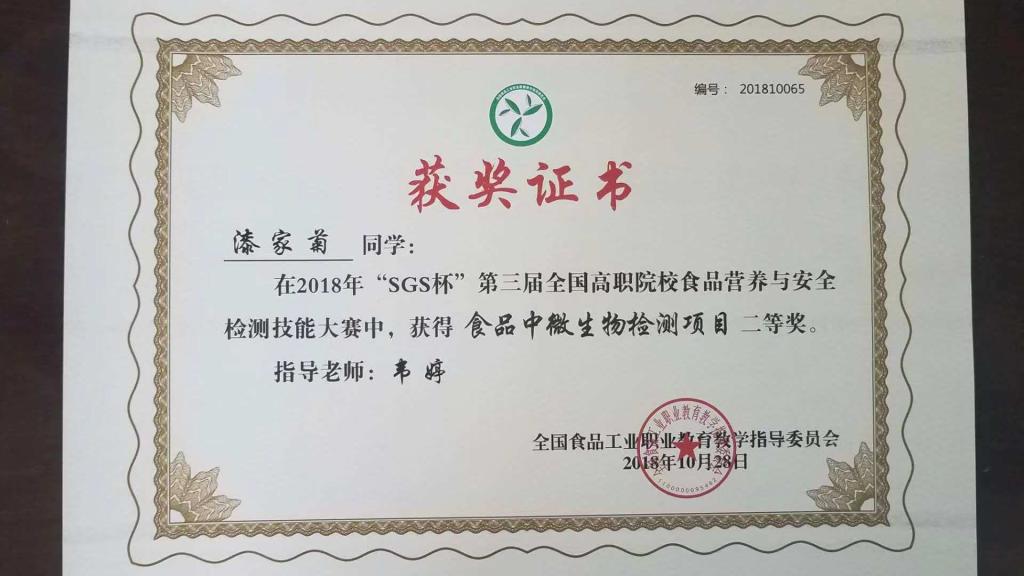 编号： 201810065
获奖证书
漆家菊 同学：
在2018年“SGS杯”第三届全国高职院校食品营养与安全
检测技能大赛中，获得 食品中微生物检测项目 二等奖。
指导老师：韦婷
全国食品工业职业教育教学指导委员会
2018年10月28日